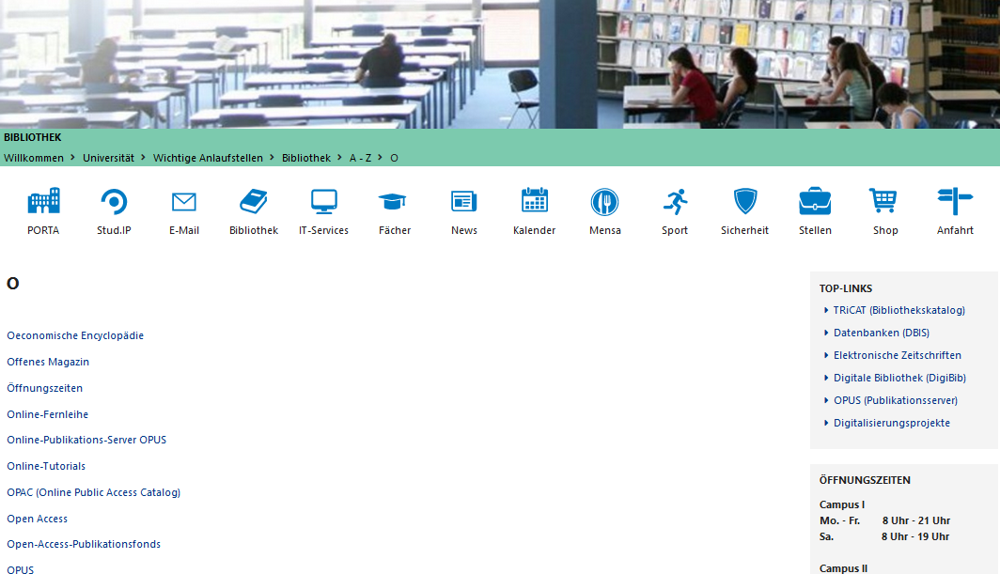 BIBLIOTHEK
Willkommen > Universität > Wichtige Anlaufstellen > Bibliothek > A - Z > O
PORTA Stud.IP E-Mail Bibliothek IT-Services Fächer News Kalender Mensa Sport Sicherheit Stellen Shop Anfahrt
O
Oeconomische Encyclopädie
Offenes Magazin
Öffnungszeiten
Online-Fernleihe
Online-Publikations-Server OPUS
Online-Tutorials
OPAC (Online Public Access Catalog)
Open Access
Open-Access-Publikationsfonds
OPUS
TOP-LINKS
TRiCAT (Bibliothekskatalog)
Datenbanken (DBIS)
Elektronische Zeitschriften
Digitale Bibliothek (DigiBib)
OPUS (Publikationsserver)
Digitalisierungsprojekte
ÖFFNUNGSZEITEN
Campus I
Mo. - Fr. 8 Uhr - 21 Uhr
Sa. 8 Uhr - 19 Uhr
Campus II